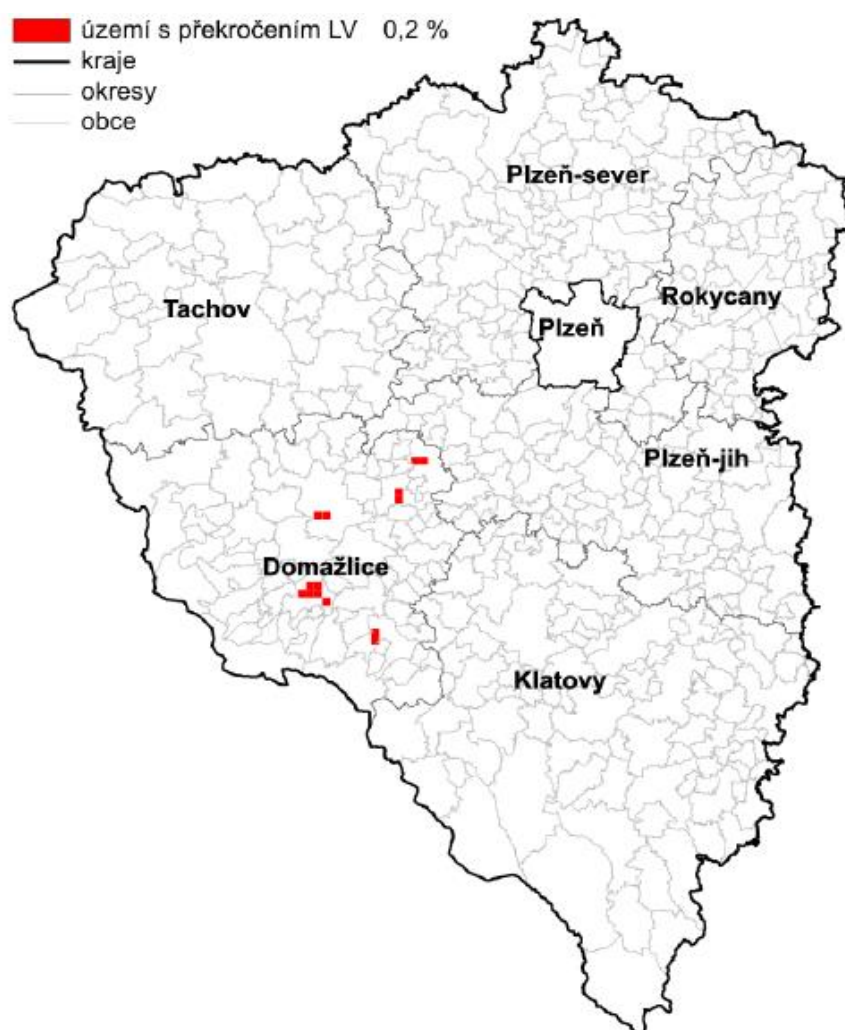 území s překročením LV 0,2 %
kraje
okresy
obce
Plzeň-sever
Tachov
Plzeň
Rokycany
Plzeň-jih
Domažlice
Klatovy